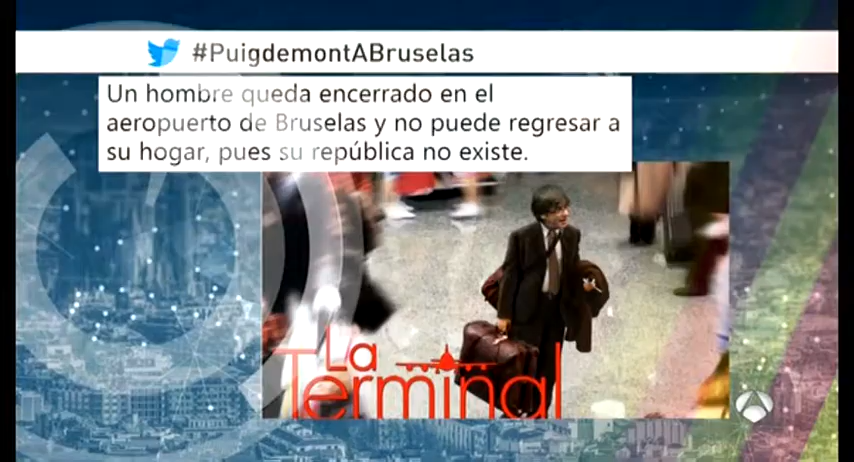 #PuigdemontABruselas
Un hombre queda encerrado en el
aeropuerto de Bruselas y no puede regresar a
su hogar, pues su república no existe.
La
Terminal